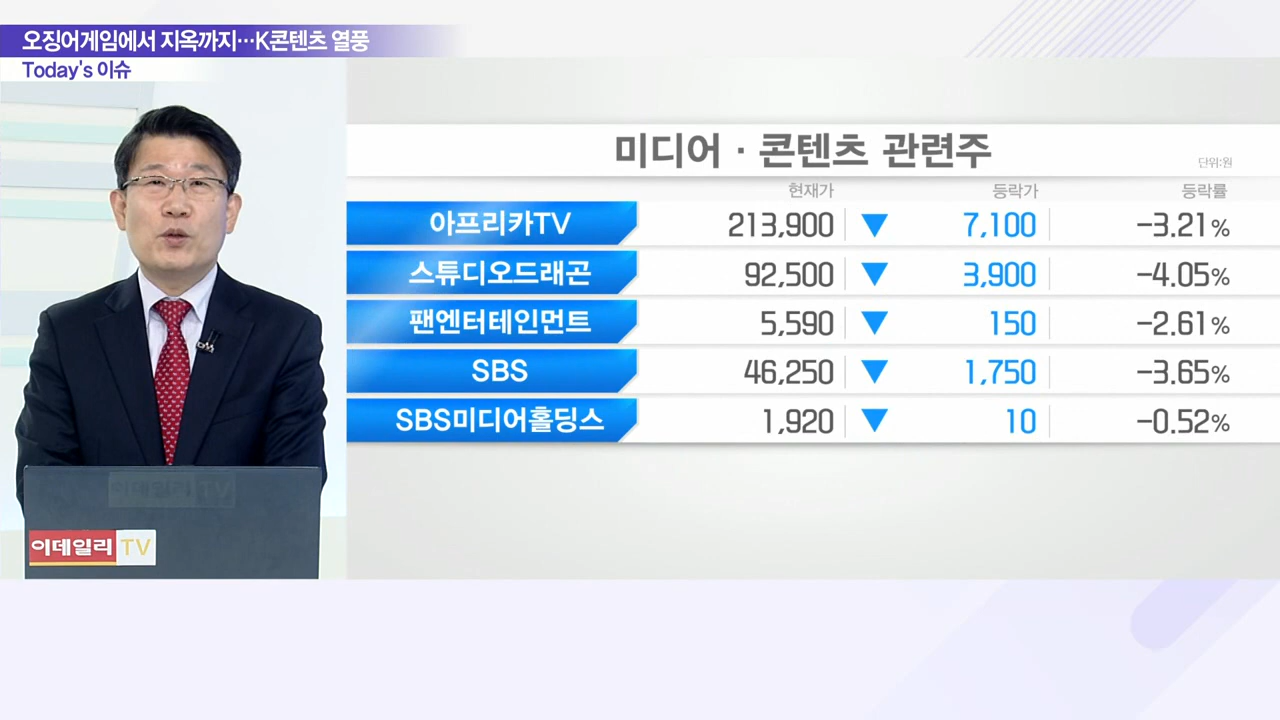 오징어게임에서 지옥까지…K콘텐츠 열풍
Today's 이슈
미디어 · 콘텐츠 관련주
단위:원
현재가 등락가 등락률
아프리카TV 213,900 ▼ 7,100 -3.21%
스튜디오드래곤 92,500 ▼ 3,900 -4.05%
팬엔터테인먼트 5,590 ▼ 150 -2.61%
SBS 46,250 ▼ 1,750 -3.65%
SBS미디어홀딩스 1,920 ▼ 10 -0.52%
이데일리 TV
이데일리 TV